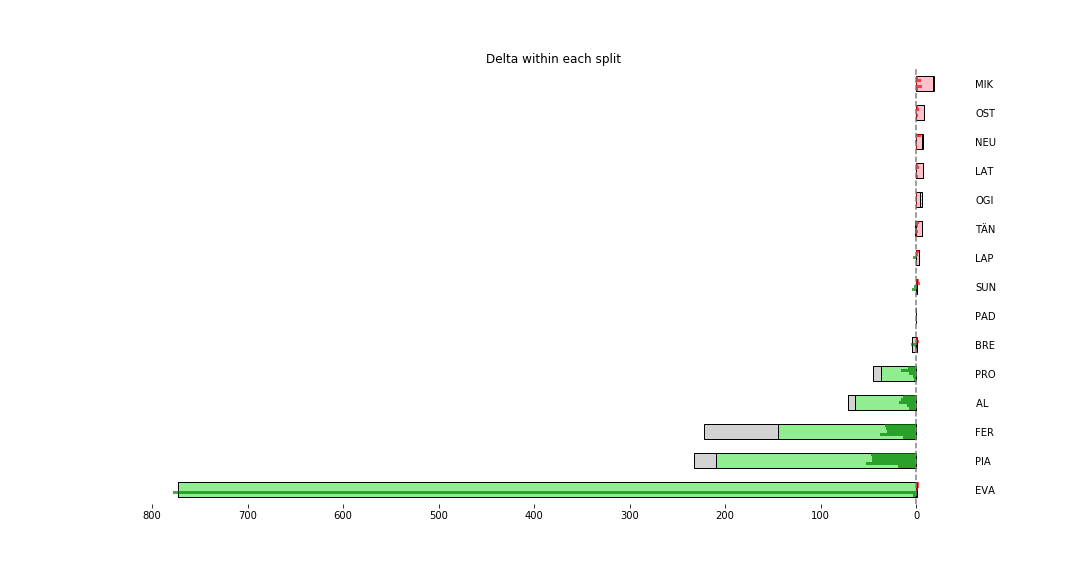 Delta within each split
MIK
OST
NEU
LAT
OGI
TÄN
LAP
SUN
PAD
BRE
PRO
AL
FER
PIA
EVA
800 700 600 500 400 300 200 100 0